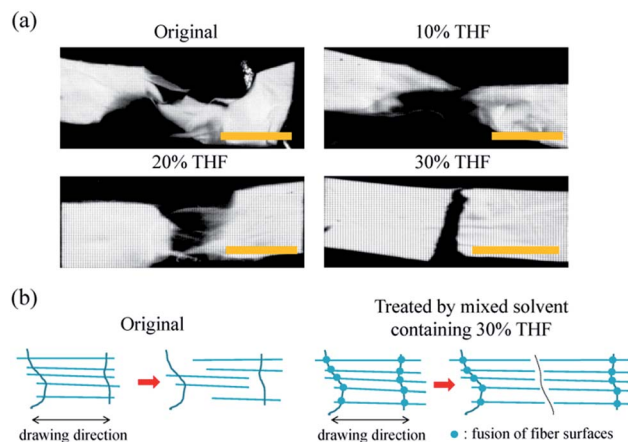 (a)
Original
10% THF
20% THF
30% THF
(b)
Original
Treated by mixed solvent
containing 30% THF
drawing direction
drawing direction
: fusion of fiber surfaces